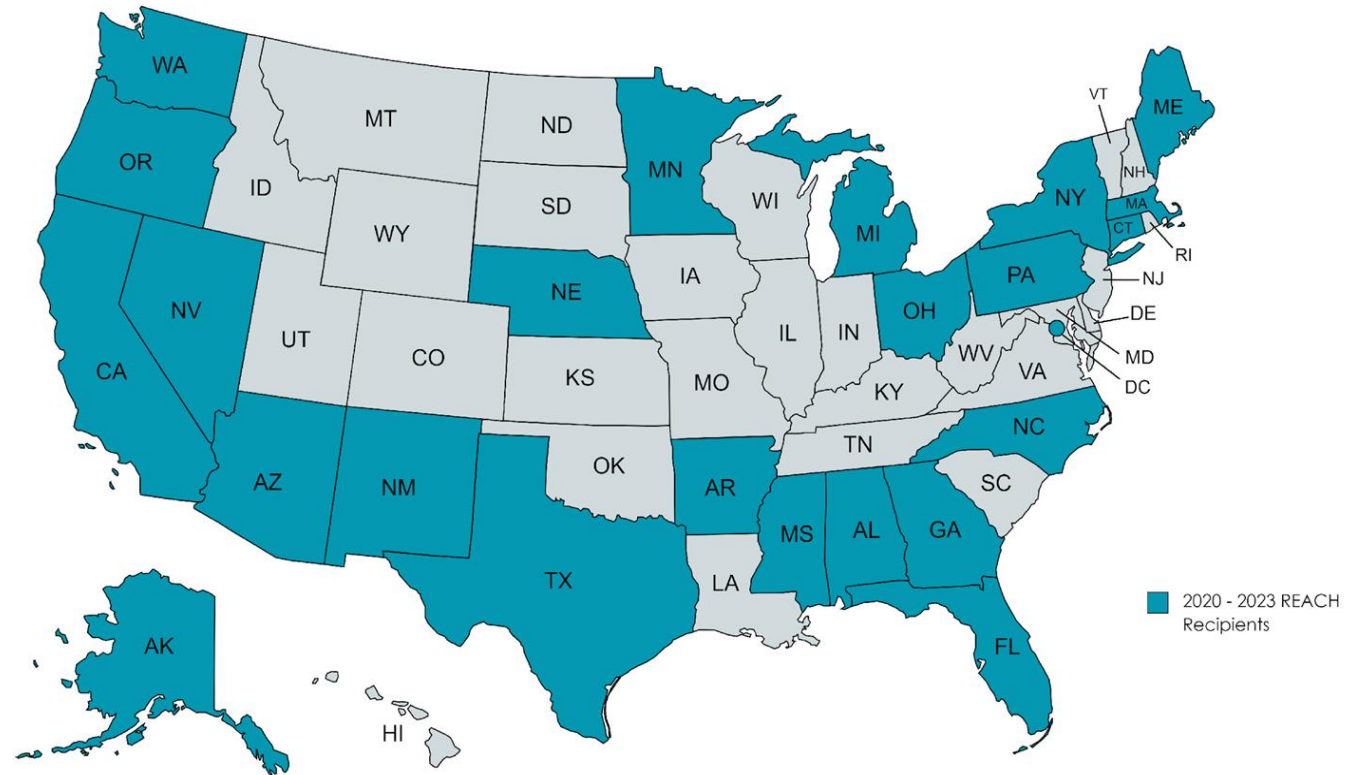 WA
MT
ND
MN
VT
ME
OR
ID
SD
WI
NY
NH
MA
CT
RI
WY
MI
IA
PA
NJ
NE
NV
OH
DE
UT
IL
IN
CO
WV
MD
CA
KS
MO
VA
DC
KY
NC
TN
OK
AZ
NM
AR
SC
MS
AL
GA
TX
LA
2020 - 2023 REACH
Recipients
AK
FL
HI